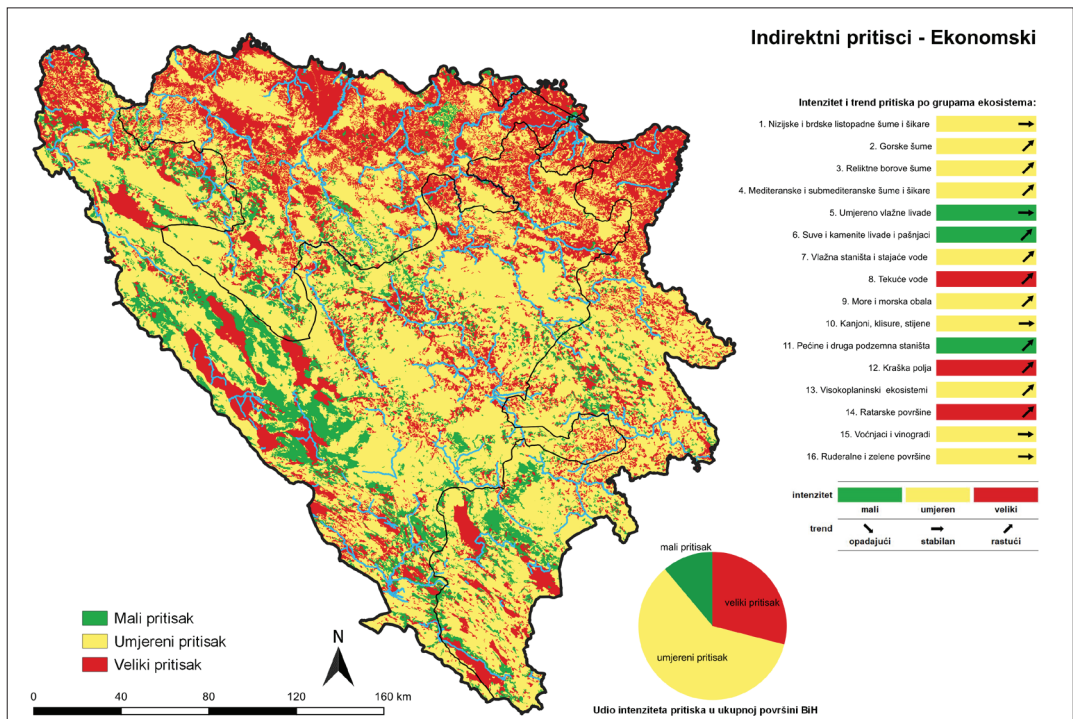 Indirektni pritisci - Ekonomski
Intenzitet i trend pritiska po grupama ekosistema:
1. Nizijske i brdske listopadne šume i šikare
2. Gorske šume
3. Reliktne borove šume
4. Mediteranske i submediteranske šume i šikare
5. Umjereno vlažne livade
6. Suve i kamenite livade i pašnjaci
7. Vlažna staništa i stajaće vode
8. Tekuće vode
9. More i morska obala
10. Kanjoni, klisure, stijene
11. Pećine i druga podzemna staništa
12. Kraška polja
13. Visokoplaninski ekosistemi
14. Ratarske površine
15. Voćnjaci i vinogradi
16. Ruderalne i zelene površine
intenzitet
mali umjeren veliki
trend
opadajući stabilan rastući
mali pritisak
veliki pritisak
umjereni pritisak
Udio intenziteta pritiska u ukupnoj površini BiH
Mali pritisak
Umjereni pritisak
Veliki pritisak
N
0 40 80 120 160 km